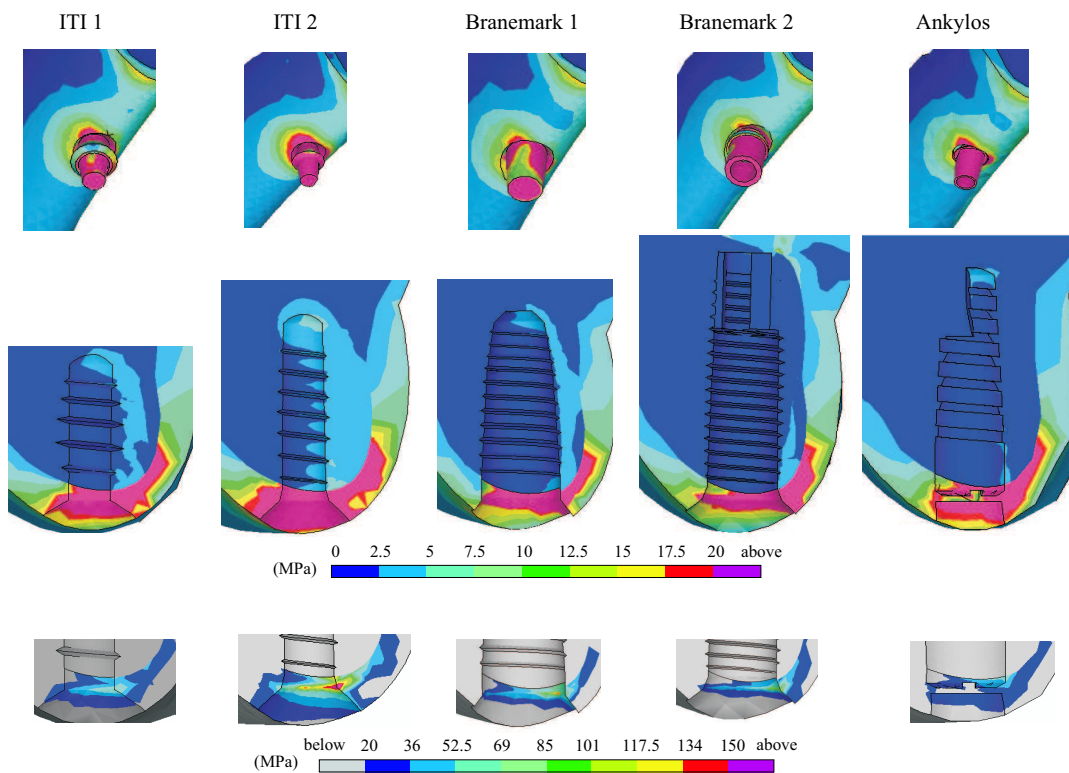 ITI 1 ITI 2 Branemark 1 Branemark 2 Ankylos
0 2.5 5 7.5 10 12.5 15 17.5 20 above
(MPa)
below 20 36 52.5 69 85 101 117.5 134 150 above
(MPa)